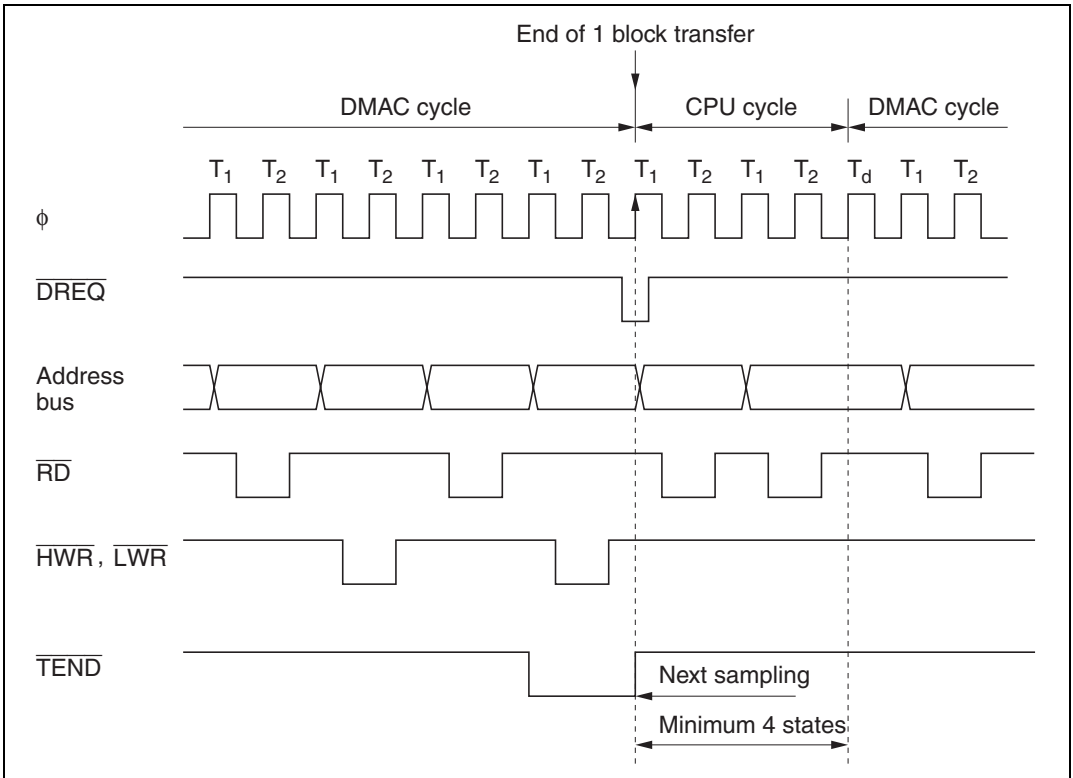 End of 1 block transfer
DMAC cycle CPU cycle DMAC cycle
T1 T2 T1 T2 T1 T2 T1 T2 T1 T2 T1 T2 Td T1 T2
ϕ
DREQ
Address
bus
RD
HWR, LWR
TEND
Next sampling
Minimum 4 states